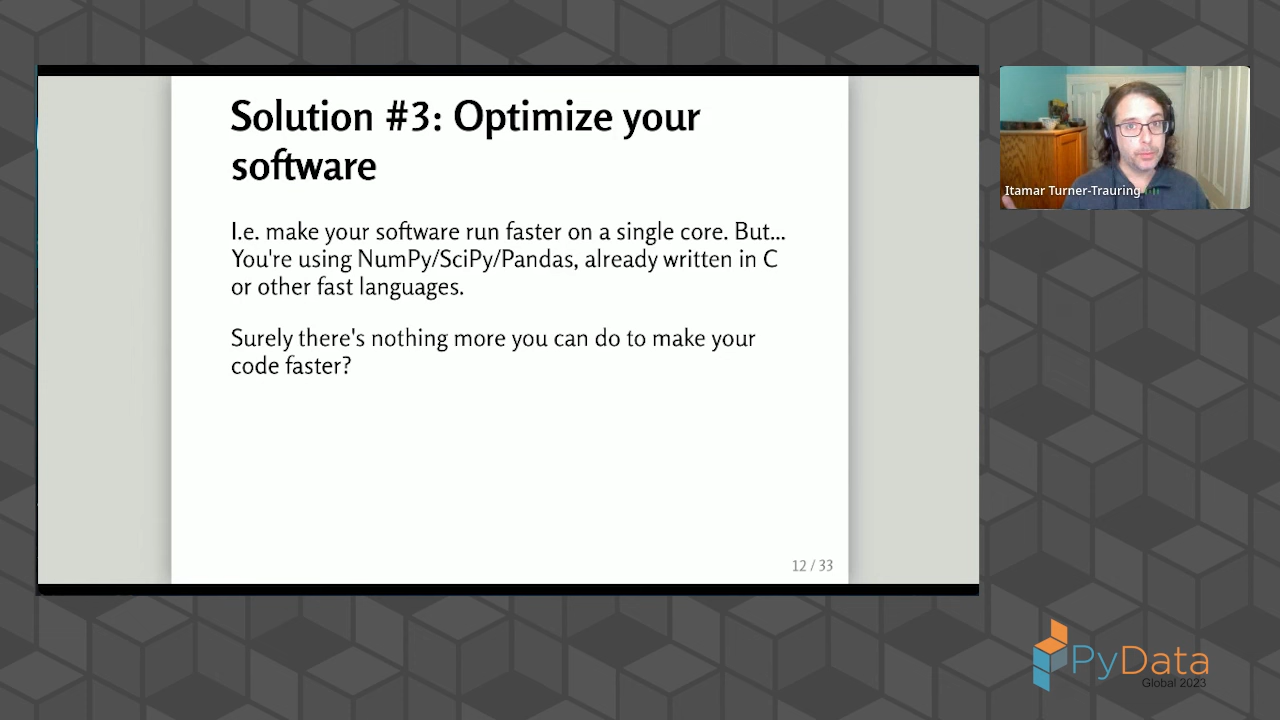 Solution #3: Optimize your
software
I.e. make your software run faster on a single core. But...
You're using NumPy/SciPy/Pandas, already written in C
or other fast languages.
Surely there's nothing more you can do to make your
code faster?
12 / 33
Itamar Turner-Trauring
PyData
Global 2023